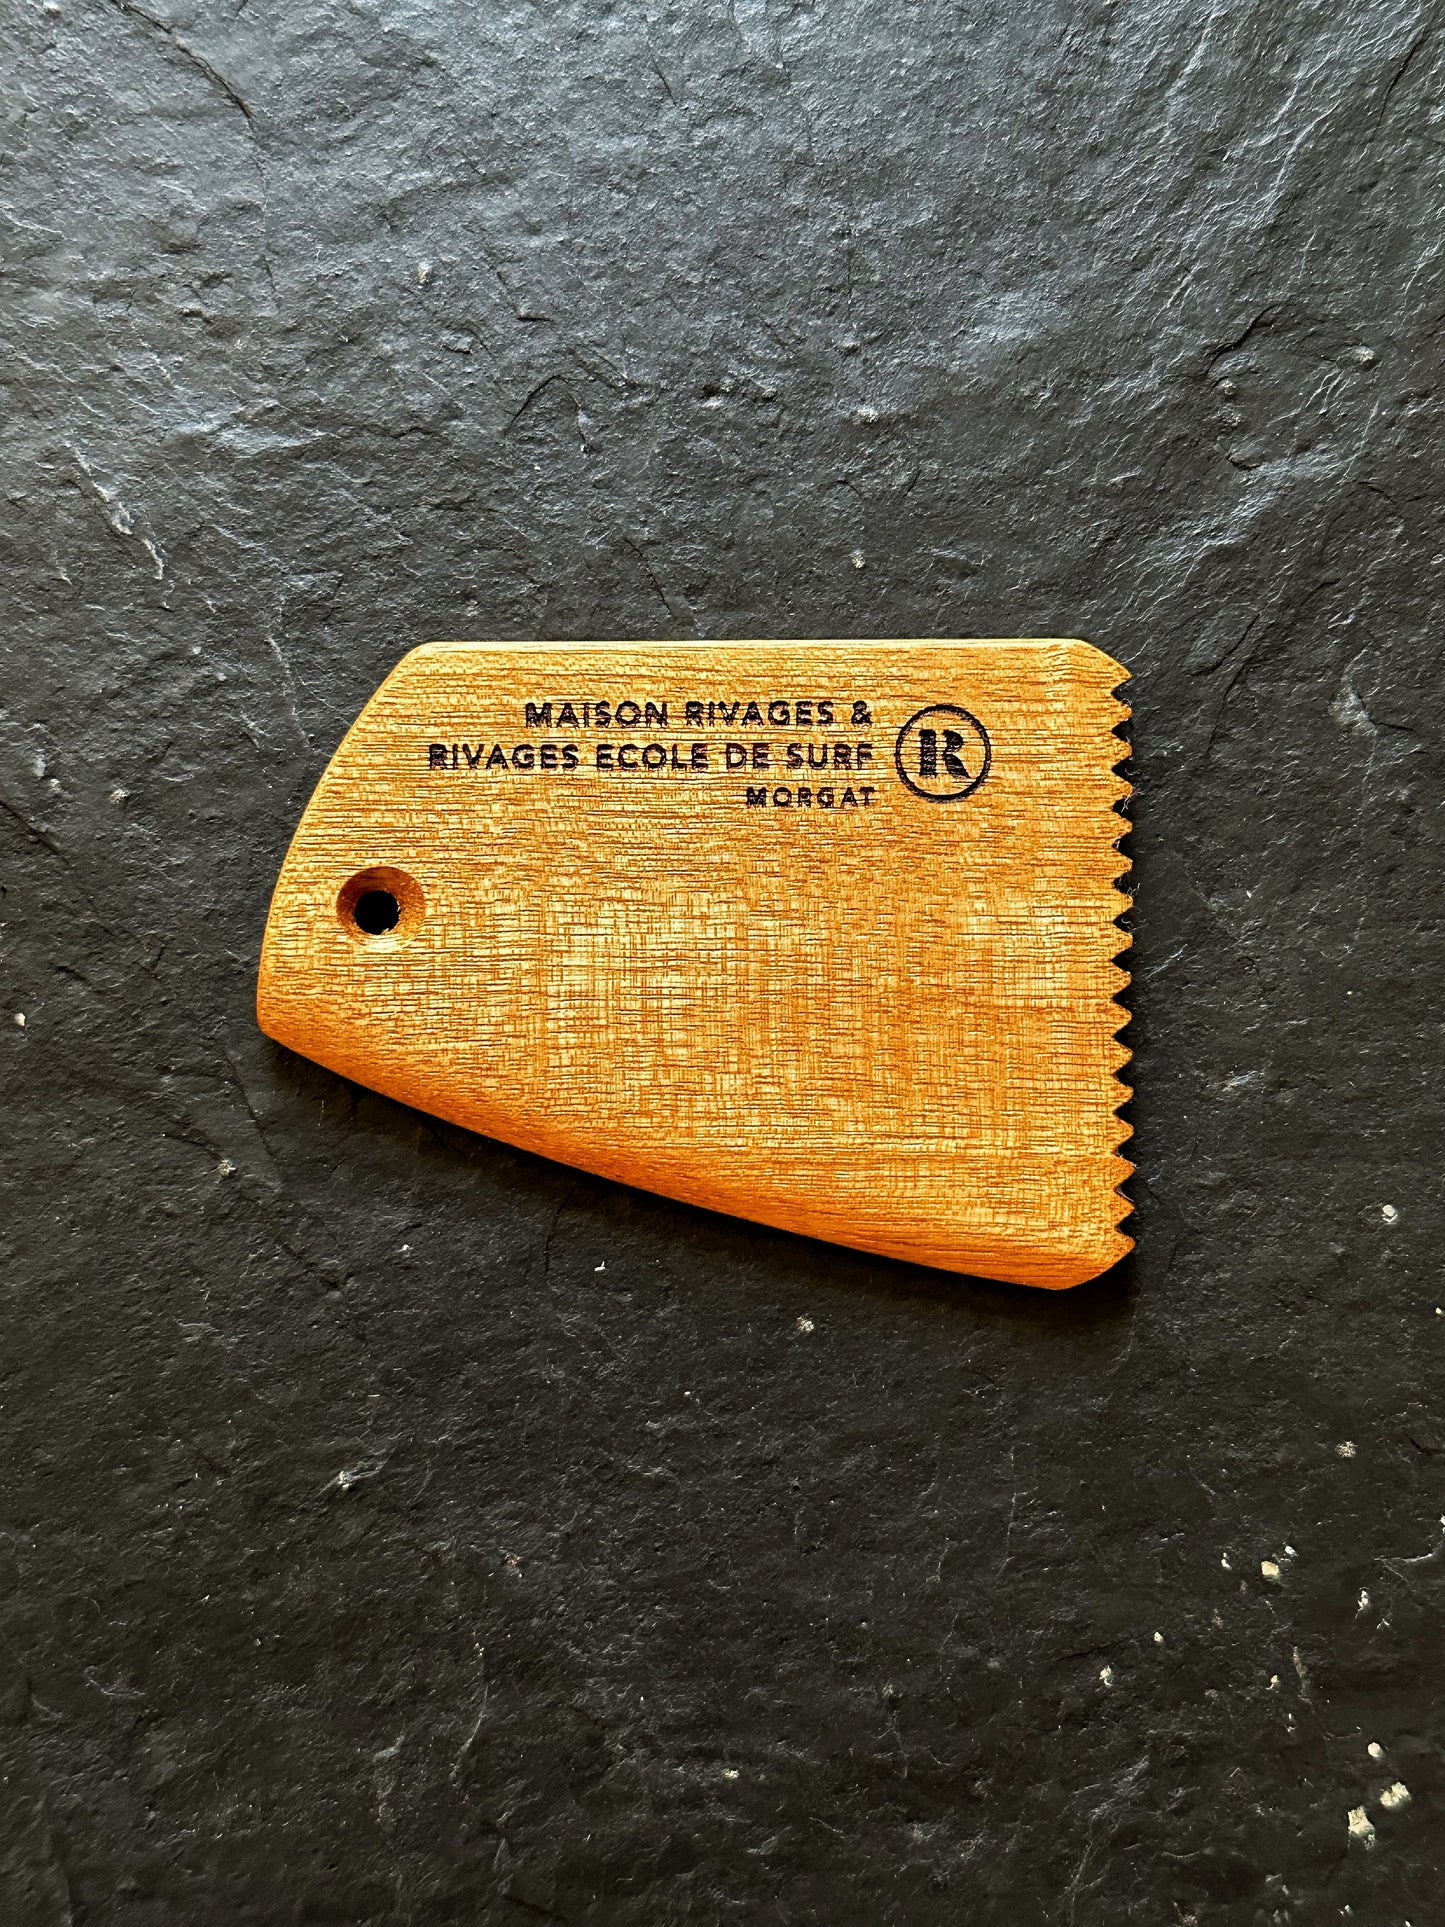 MAISON RIVAGES &
RIVAGES ECOLE DE SURF
MORGAT
R